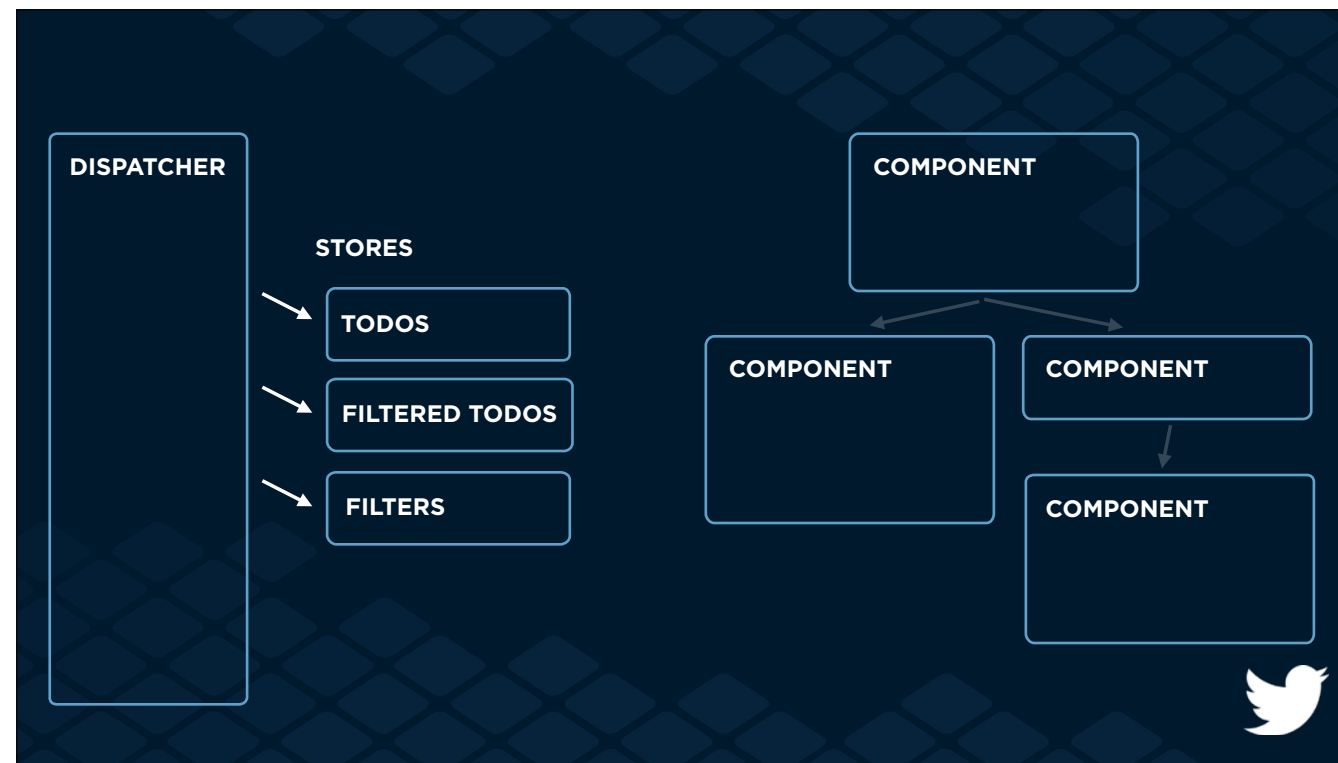 DISPATCHER
STORES
TODOS
FILTERED TODOS
FILTERS
COMPONENT
COMPONENT
COMPONENT
COMPONENT